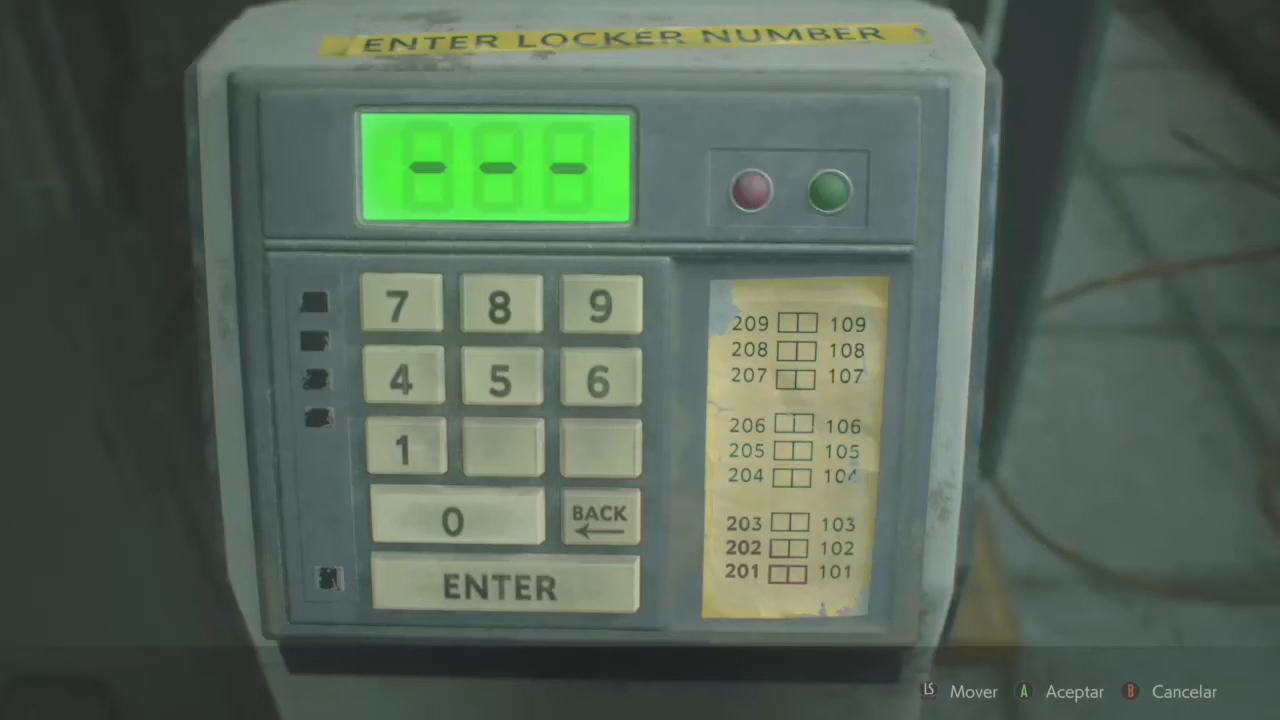 ENTER LOCKER NUMBER
7 8 9
4 5 6
1
0 BACK
ENTER
209 109
208 108
207 107
206 106
205 105
204 104
203 103
202 102
201 101
LS Mover A Aceptar B Cancelar